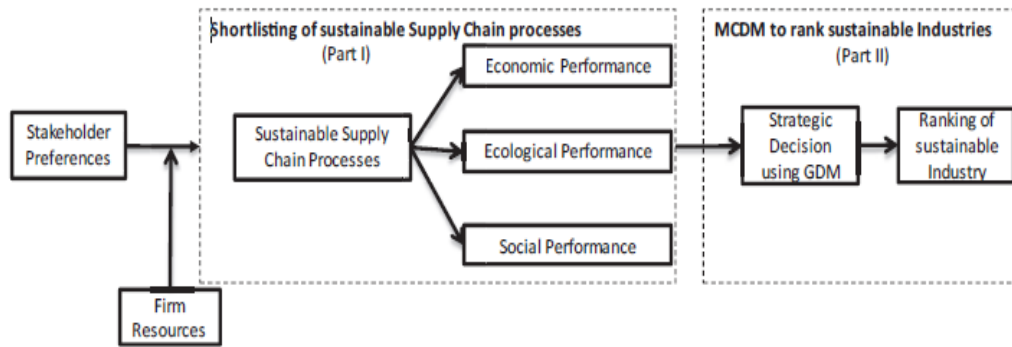 Shortlisting of sustainable Supply Chain processes
(Part I)
MCDM to rank sustainable Industries
(Part II)
Stakeholder
Preferences
Firm
Resources
Sustainable Supply
Chain Processes
Economic Performance
Ecological Performance
Social Performance
Strategic
Decision
using GDM
Ranking of
sustainable
Industry